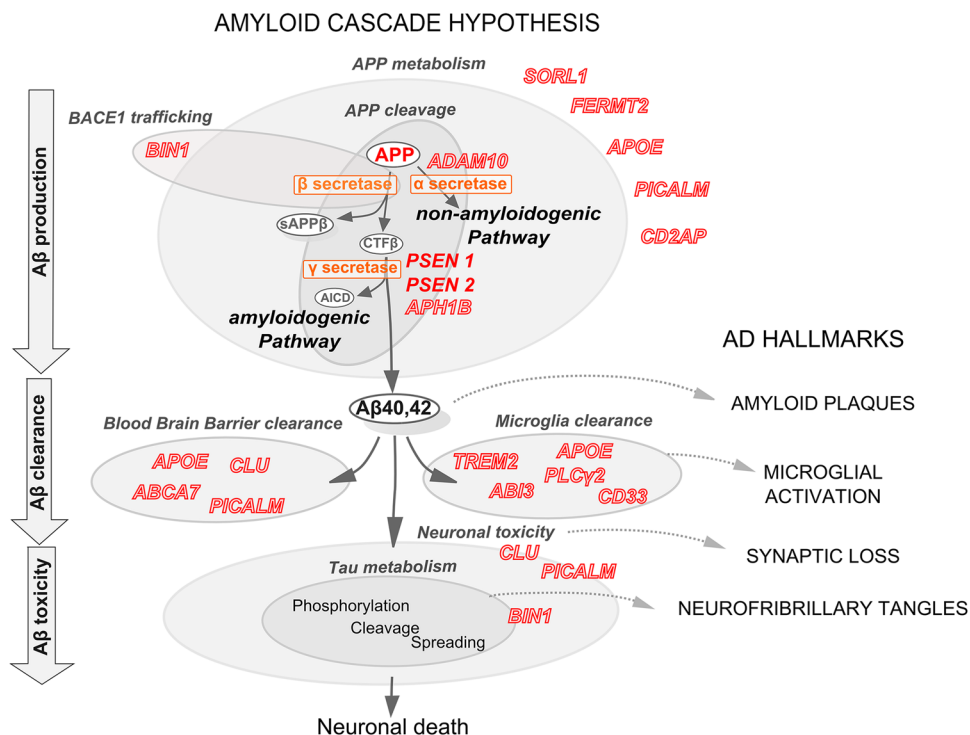 AMYLOID CASCADE HYPOTHESIS
APP metabolism
SORL1
FERMT2
APOE
PICALM
CD2AP
BACE1 trafficking
BIN1
APP cleavage
APP
ADAM10
β secretase
α secretase
sAPPβ
non-amyloidogenic
Pathway
CTFβ
γ secretase
PSEN 1
PSEN 2
APH1B
AICD
amyloidogenic
Pathway
Aβ production
AD HALLMARKS
Aβ40,42
AMYLOID PLAQUES
Aβ clearance
Blood Brain Barrier clearance
APOE
CLU
ABCA7
PICALM
Microglia clearance
TREM2
APOE
PLCγ2
ABI3
CD33
MICROGLIAL
ACTIVATION
Aβ toxicity
Neuronal toxicity
CLU
PICALM
SYNAPTIC LOSS
Tau metabolism
Phosphorylation
Cleavage
Spreading
BIN1
NEUROFRIBRILLARY TANGLES
Neuronal death